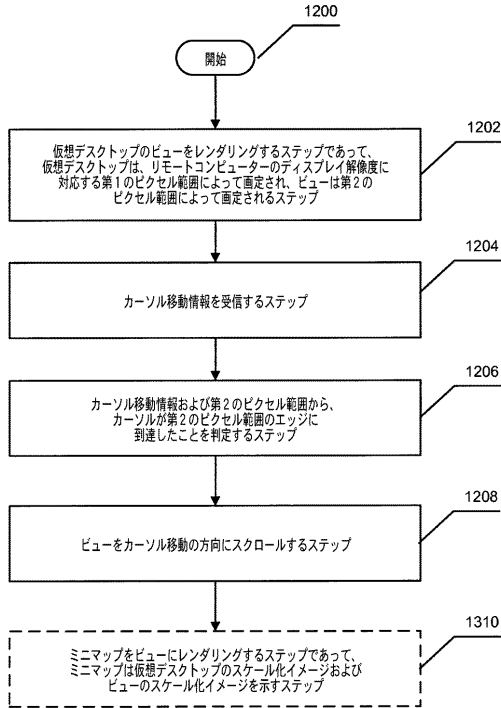 1200
開始
1202
仮想デスクトップのビューをレンダリングするステップであって、
仮想デスクトップは、リモートコンピューターのディスプレイ解像度に
対応する第1のピクセル範囲によって画定され、ビューは第2の
ピクセル範囲によって画定されるステップ
1204
カーソル移動情報を受信するステップ
1206
カーソル移動情報および第2のピクセル範囲から、
カーソルが第2のピクセル範囲のエッジに
到達したことを判定するステップ
1208
ビューをカーソル移動の方向にスクロールするステップ
1310
ミニマップをビューにレンダリングするステップであって、
ミニマップは仮想デスクトップのスケール化イメージおよび
ビューのスケール化イメージを示すステップ